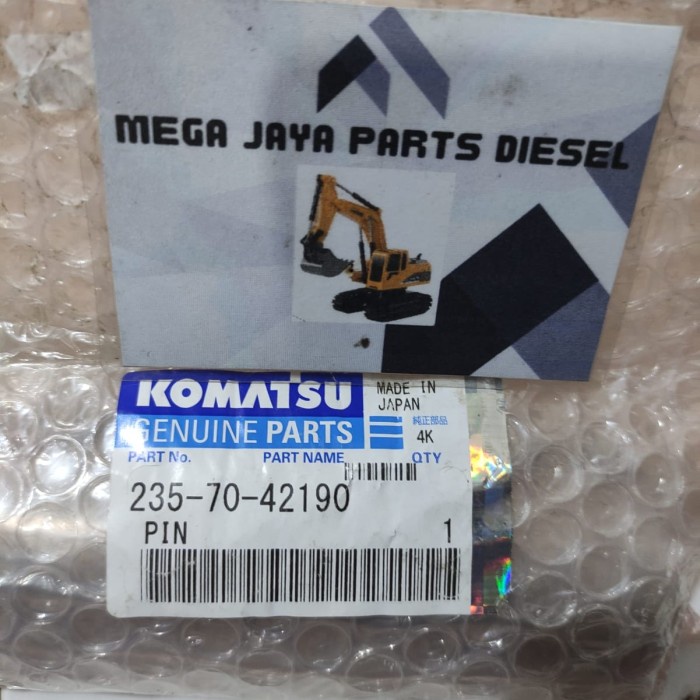 MEGA JAYA PARTS DIESEL
KOMATSU
MADE IN
JAPAN
GENUINE PARTS
純正部品
4K
PART No. PART NAME QTY
235-70-42190
PIN 1